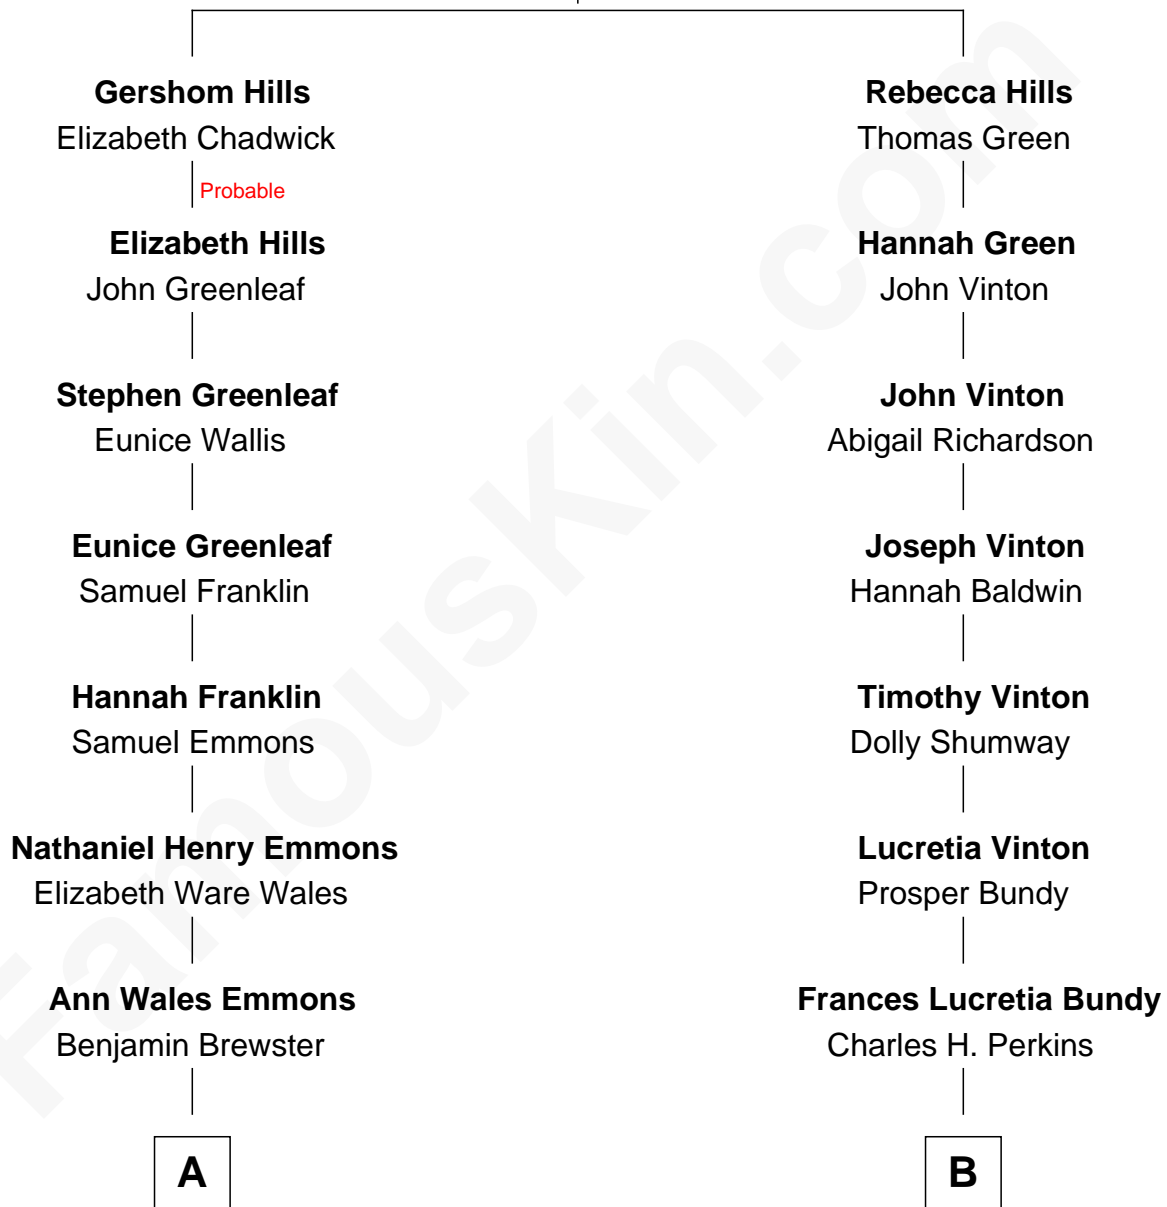 Gershom Hills
Elizabeth Chadwick
Probable
Elizabeth Hills
John Greenleaf
Stephen Greenleaf
Eunice Wallis
Eunice Greenleaf
Samuel Franklin
Hannah Franklin
Samuel Emmons
Nathaniel Henry Emmons
Elizabeth Ware Wales
Ann Wales Emmons
Benjamin Brewster
A
Rebecca Hills
Thomas Green
Hannah Green
John Vinton
John Vinton
Abigail Richardson
Joseph Vinton
Hannah Baldwin
Timothy Vinton
Dolly Shumway
Lucretia Vinton
Prosper Bundy
Frances Lucretia Bundy
Charles H. Perkins
B
FamousKin.com